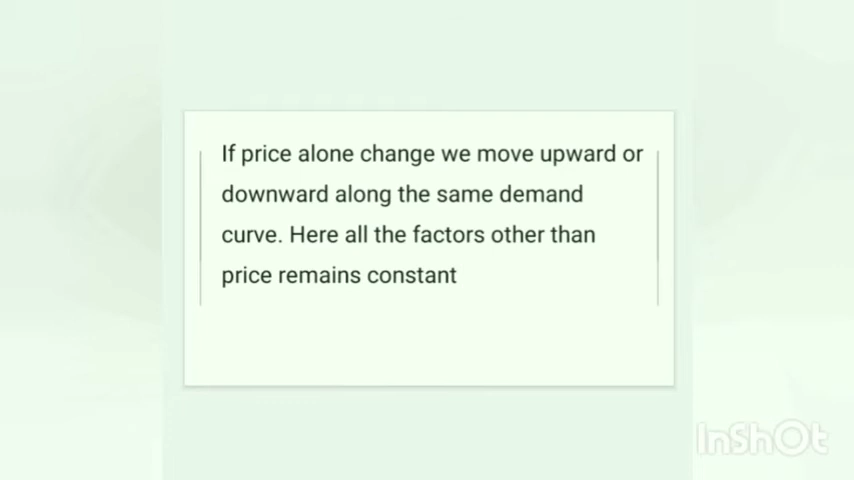 If price alone change we move upward or
downward along the same demand
curve. Here all the factors other than
price remains constant
InShOt